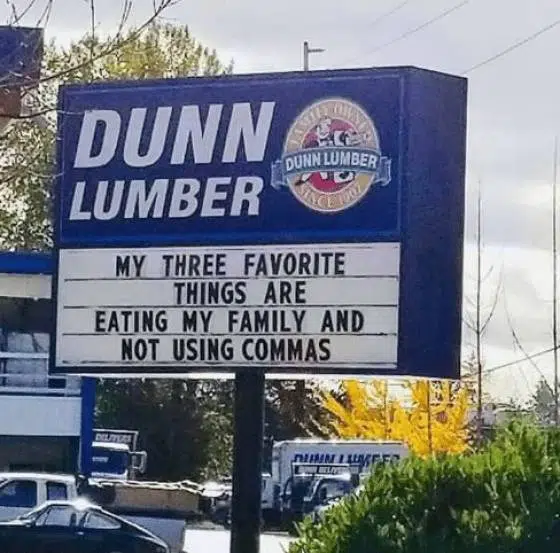 DUNN
LUMBER
FAMILY OWNED
DUNN LUMBER
SINCE 1907
MY THREE FAVORITE
THINGS ARE
EATING MY FAMILY AND
NOT USING COMMAS
DELIVERS
DUNN LUMBER